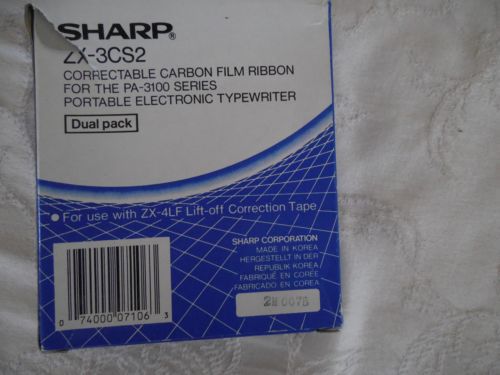 SHARP®
ZX-3CS2
CORRECTABLE CARBON FILM RIBBON
FOR THE PA-3100 SERIES
PORTABLE ELECTRONIC TYPEWRITER
Dual pack
• For use with ZX-4LF Lift-off Correction Tape
SHARP CORPORATION
MADE IN KOREA
HERGESTELLT IN DER
REPUBLIK KOREA
FABRIQUÉ EN CORÉE
FABRICADO EN COREA
0 74000 07106 3